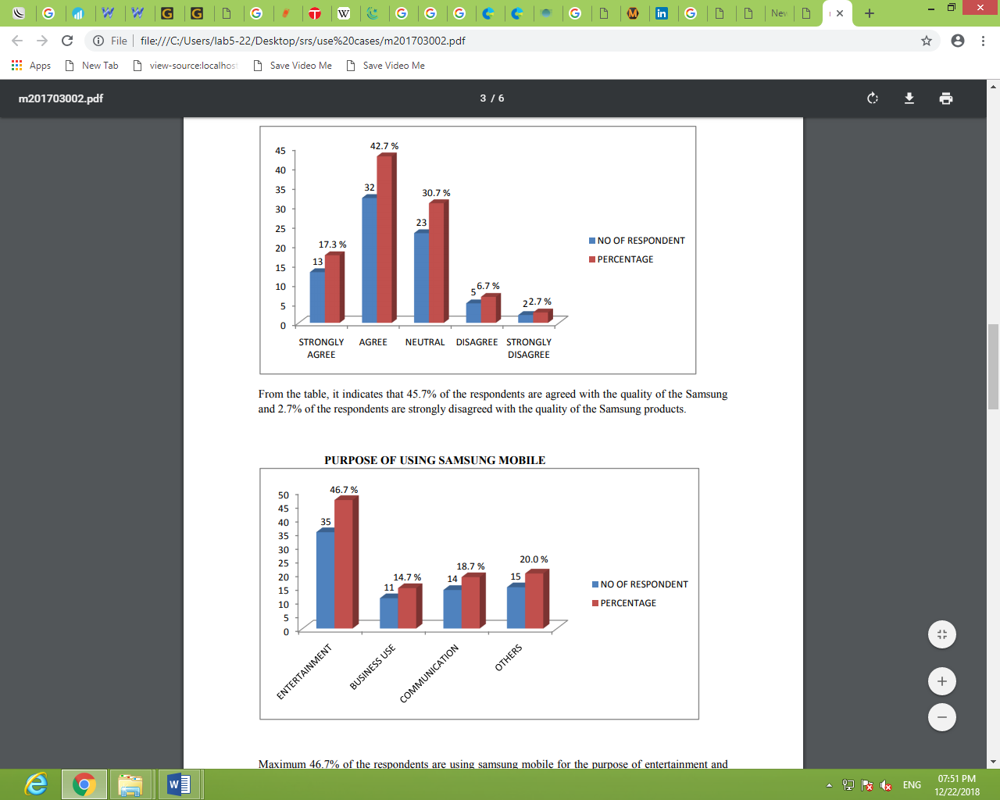 New
File
file:///C:/Users/lab5-22/Desktop/srs/use%20cases/m201703002.pdf
Apps
New Tab
view-source:localhost
Save Video Me
Save Video Me
m201703002.pdf
3 / 6
45
40
35
30
25
20
15
10
5
0
13
17.3 %
32
42.7 %
23
30.7 %
5
6.7 %
2
2.7 %
STRONGLY AGREE
AGREE
NEUTRAL
DISAGREE
STRONGLY DISAGREE
NO OF RESPONDENT
PERCENTAGE
From the table, it indicates that 45.7% of the respondents are agreed with the quality of the Samsung
and 2.7% of the respondents are strongly disagreed with the quality of the Samsung products.
PURPOSE OF USING SAMSUNG MOBILE
50
45
40
35
30
25
20
15
10
5
0
35
46.7 %
11
14.7 %
14
18.7 %
15
20.0 %
ENTERTAINMENT
BUSINESS USE
COMMUNICATION
OTHERS
NO OF RESPONDENT
PERCENTAGE
Maximum 46.7% of the respondents are using samsung mobile for the purpose of entertainment and
ENG
07:51 PM
12/22/2018